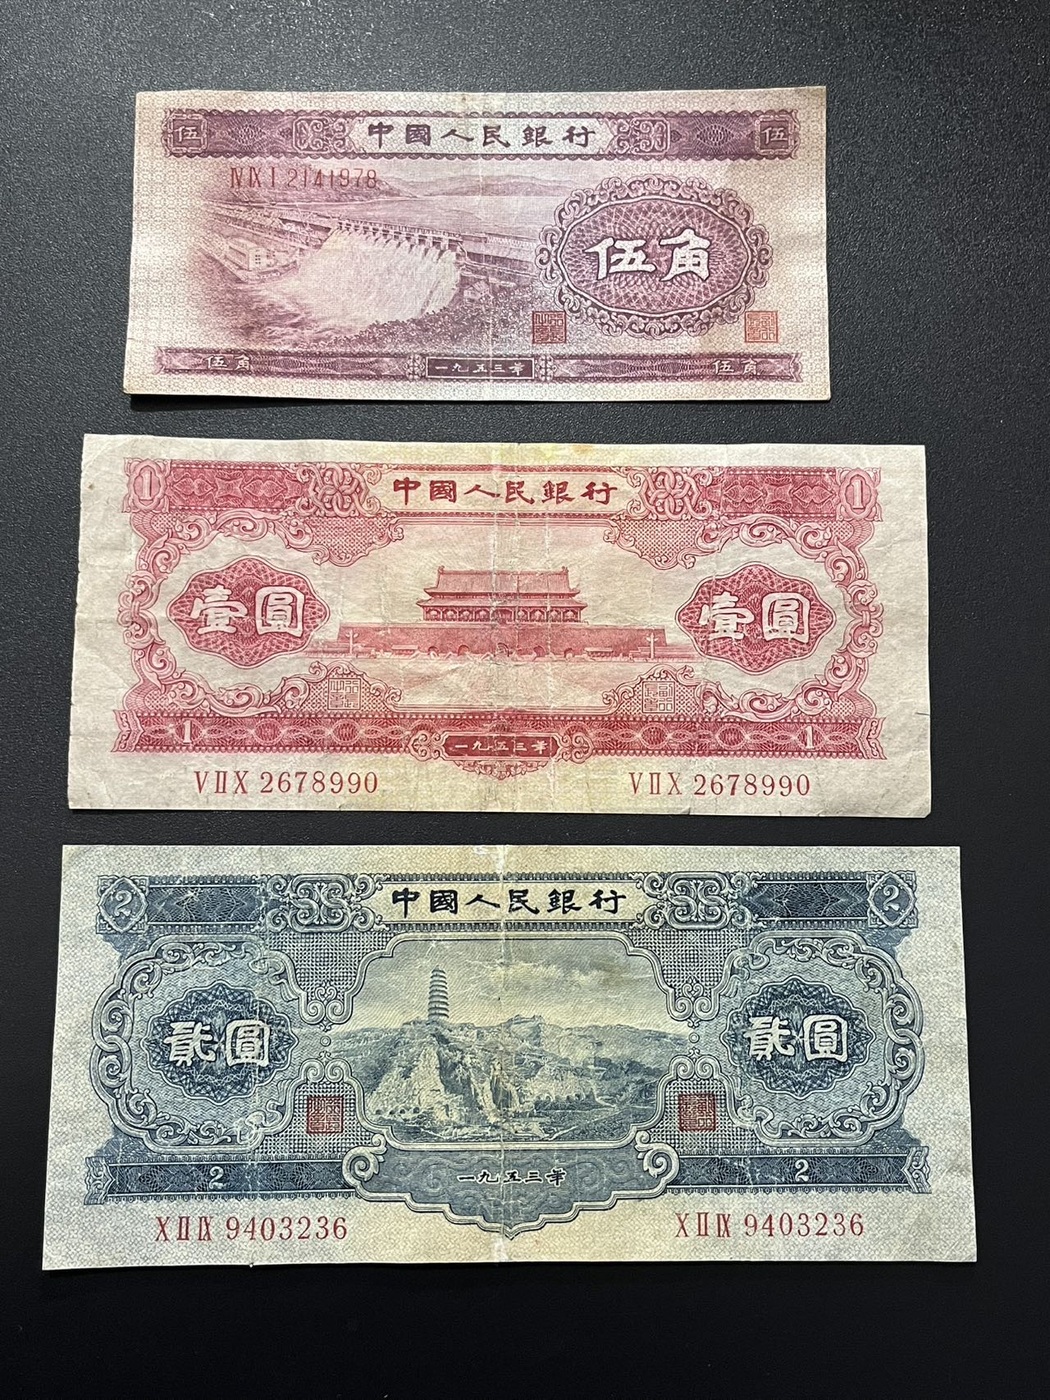 伍 中國人民銀行 伍
ⅣⅨⅠ 2141978
伍角
伍角 一九五三年 伍角
1 中國人民銀行 1
壹圓 壹圓
1 一九五三年 1
ⅤⅡⅩ 2678990 ⅤⅡⅩ 2678990
2 中國人民銀行 2
貳圓 貳圓
2 一九五三年 2
ⅩⅡⅨ 9403236 ⅩⅡⅨ 9403236